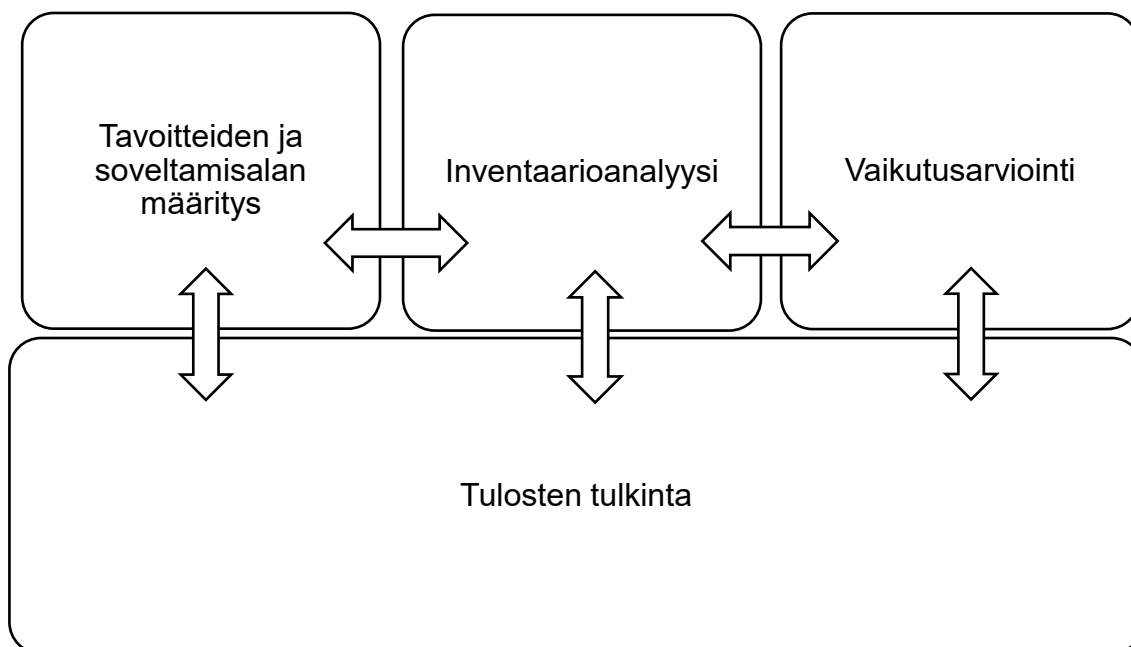 Tavoitteiden ja
soveltamisalan
määritys
Inventaarioanalyysi
Vaikutusarviointi
Tulosten tulkinta